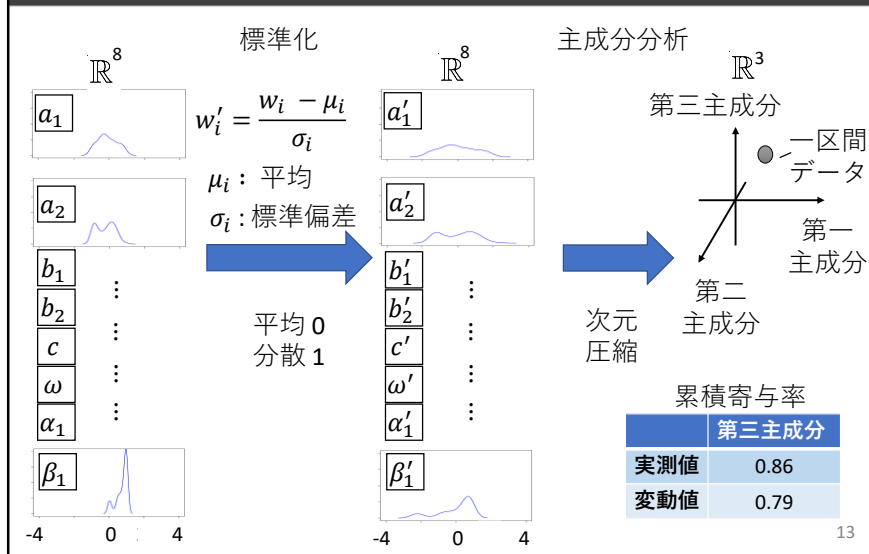 標準化
主成分分析
ℝ⁸
ℝ⁸
ℝ³
a₁
a₂
b₁
b₂
c
ω
α₁
β₁
-4 0 4
w′ᵢ = (wᵢ − μᵢ) / σᵢ
μᵢ : 平均
σᵢ : 標準偏差
平均 0
分散 1
a′₁
a′₂
b′₁
b′₂
c′
ω′
α′₁
β′₁
-4 0 4
次元
圧縮
第三主成分
一区間
データ
第一
主成分
第二
主成分
累積寄与率
第三主成分
実測値 0.86
変動値 0.79
13